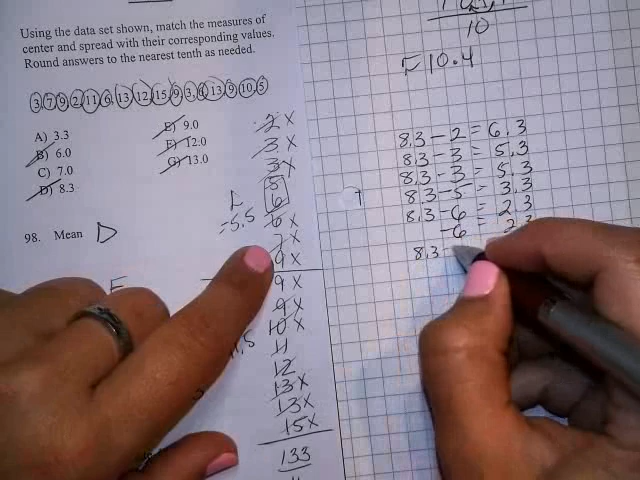 Using the data set shown, match the measures of
center and spread with their corresponding values.
Round answers to the nearest tenth as needed.
3, 7, 9, 2, 11, 6, 13, 12, 15, 9, 3, 6, 13, 9, 10, 5
A) 3.3
E) 9.0
B) 6.0
F) 12.0
C) 7.0
G) 13.0
D) 8.3
98. Mean D
2 x
3 x
3 x
5
6
6 x
7 x
9 x
9 x
9 x
10 x
11
12
13 x
13 x
15 x
133
L
= 5.5
10
≈ 10.4
8.3 - 2 = 6.3
8.3 - 3 = 5.3
8.3 - 3 = 5.3
8.3 - 5 = 3.3
8.3 - 6 = 2.3
- 6 = 2.3
8.3 -